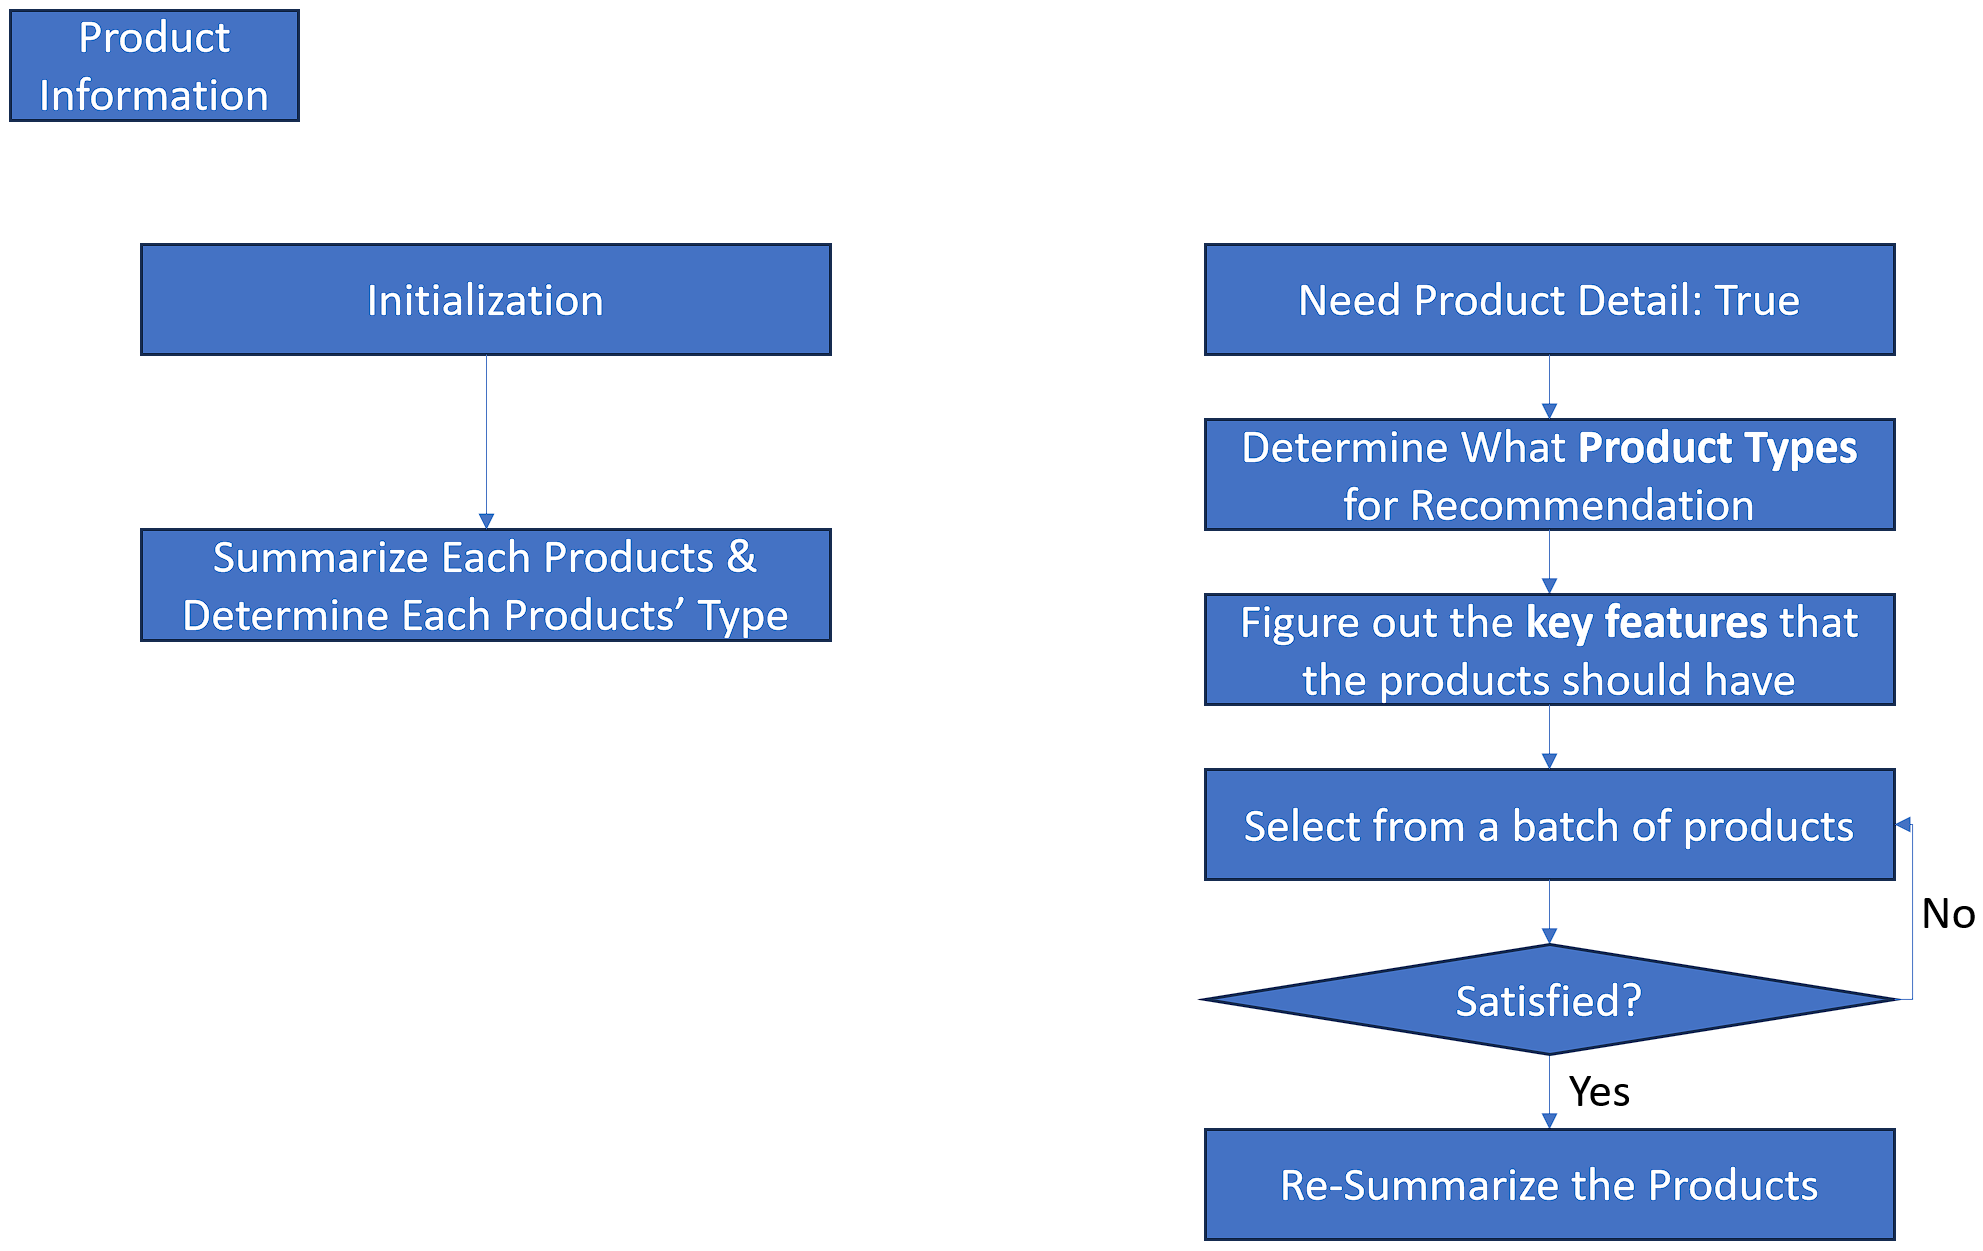 Product
Information
Initialization
Summarize Each Products &
Determine Each Products’ Type
Need Product Detail: True
Determine What Product Types
for Recommendation
Figure out the key features that
the products should have
Select from a batch of products
No
Satisfied?
Yes
Re-Summarize the Products